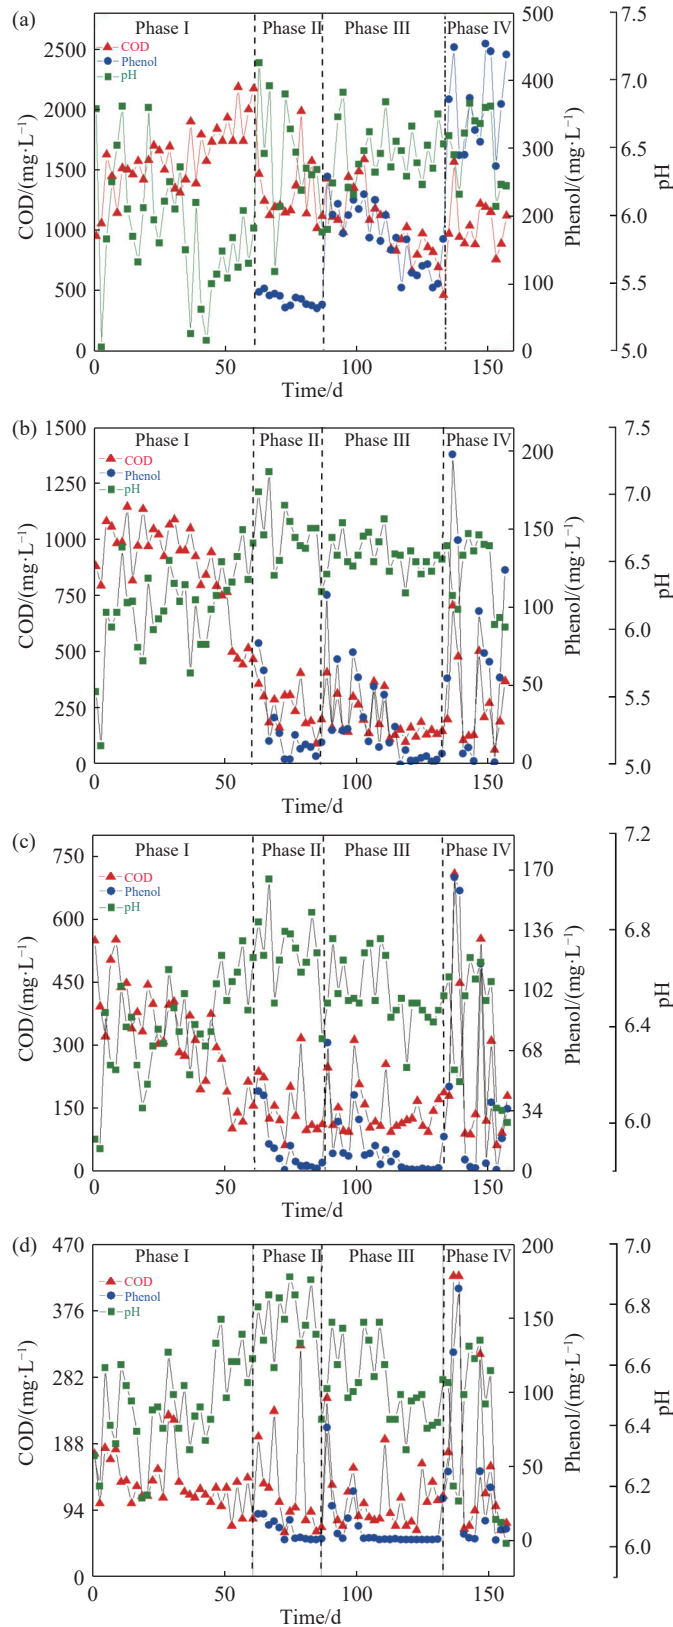 (a)
Phase I Phase II Phase III Phase IV
COD
Phenol
pH
2500
2000
1500
1000
500
0
COD/(mg·L⁻¹)
500
400
300
200
100
0
Phenol/(mg·L⁻¹)
7.5
7.0
6.5
6.0
5.5
5.0
pH
0 50 100 150
Time/d
(b)
Phase I Phase II Phase III Phase IV
COD
Phenol
pH
1500
1250
1000
750
500
250
0
COD/(mg·L⁻¹)
200
150
100
50
0
Phenol/(mg·L⁻¹)
7.5
7.0
6.5
6.0
5.5
5.0
pH
0 50 100 150
Time/d
(c)
Phase I Phase II Phase III Phase IV
COD
Phenol
pH
750
600
450
300
150
0
COD/(mg·L⁻¹)
170
136
102
68
34
0
Phenol/(mg·L⁻¹)
7.2
6.8
6.4
6.0
pH
0 50 100 150
Time/d
(d)
Phase I Phase II Phase III Phase IV
COD
Phenol
pH
470
376
282
188
94
0
COD/(mg·L⁻¹)
200
150
100
50
0
Phenol/(mg·L⁻¹)
7.0
6.8
6.6
6.4
6.2
6.0
pH
0 50 100 150
Time/d